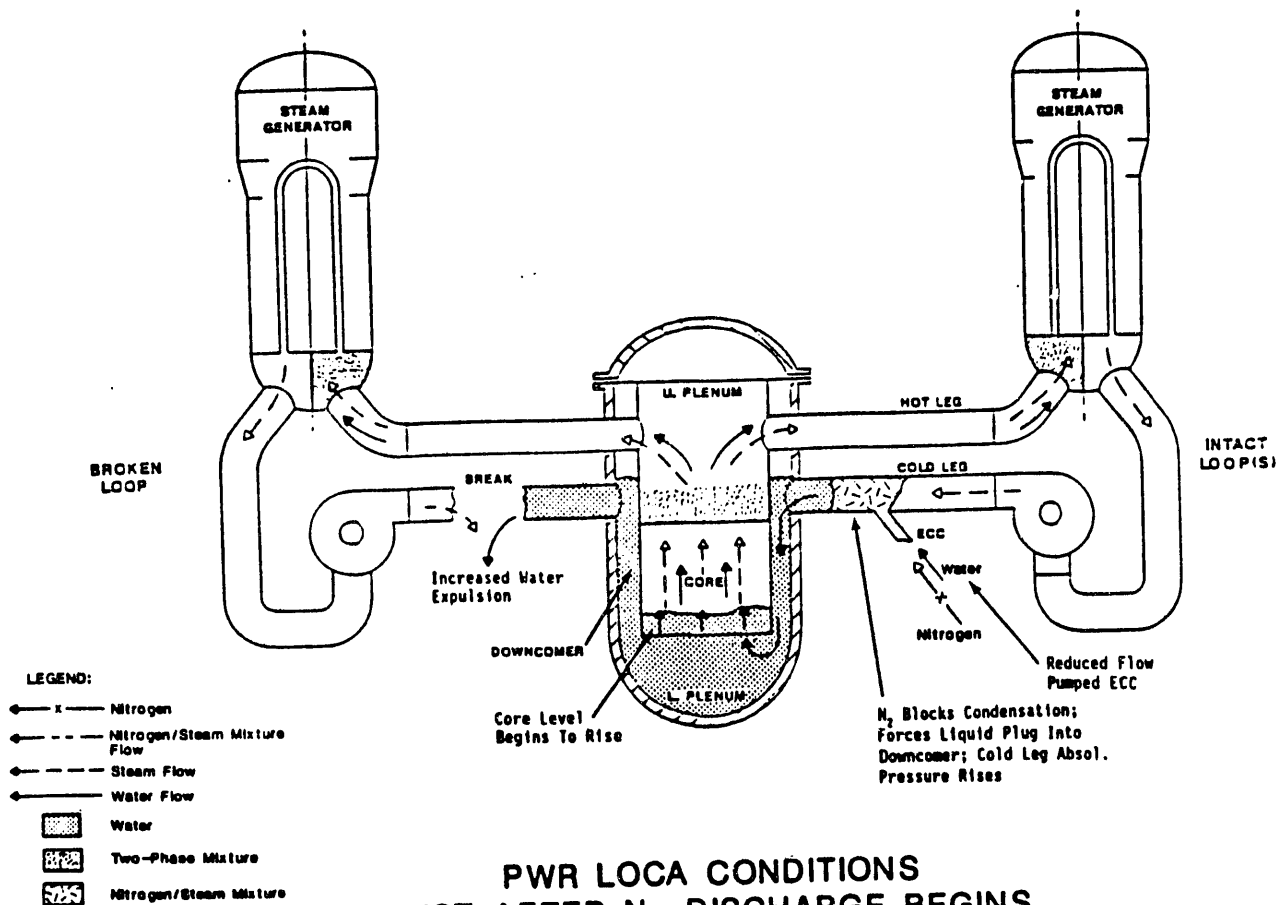 STEAM
GENERATOR
STEAM
GENERATOR
U. PLENUM
HOT LEG
BROKEN
LOOP
BREAK
COLD LEG
INTACT
LOOP(S)
ECC
Water
Increased Water
Expulsion
CORE
Nitrogen
DOWNCOMER
Reduced Flow
Pumped ECC
L. PLENUM
Core Level
Begins To Rise
N₂ Blocks Condensation;
Forces Liquid Plug Into
Downcomer; Cold Leg Absol.
Pressure Rises
LEGEND:
x Nitrogen
Nitrogen/Steam Mixture
Flow
Steam Flow
Water Flow
Water
Two-Phase Mixture
Nitrogen/Steam Mixture
PWR LOCA CONDITIONS
AFTER N DISCHARGE BEGINS